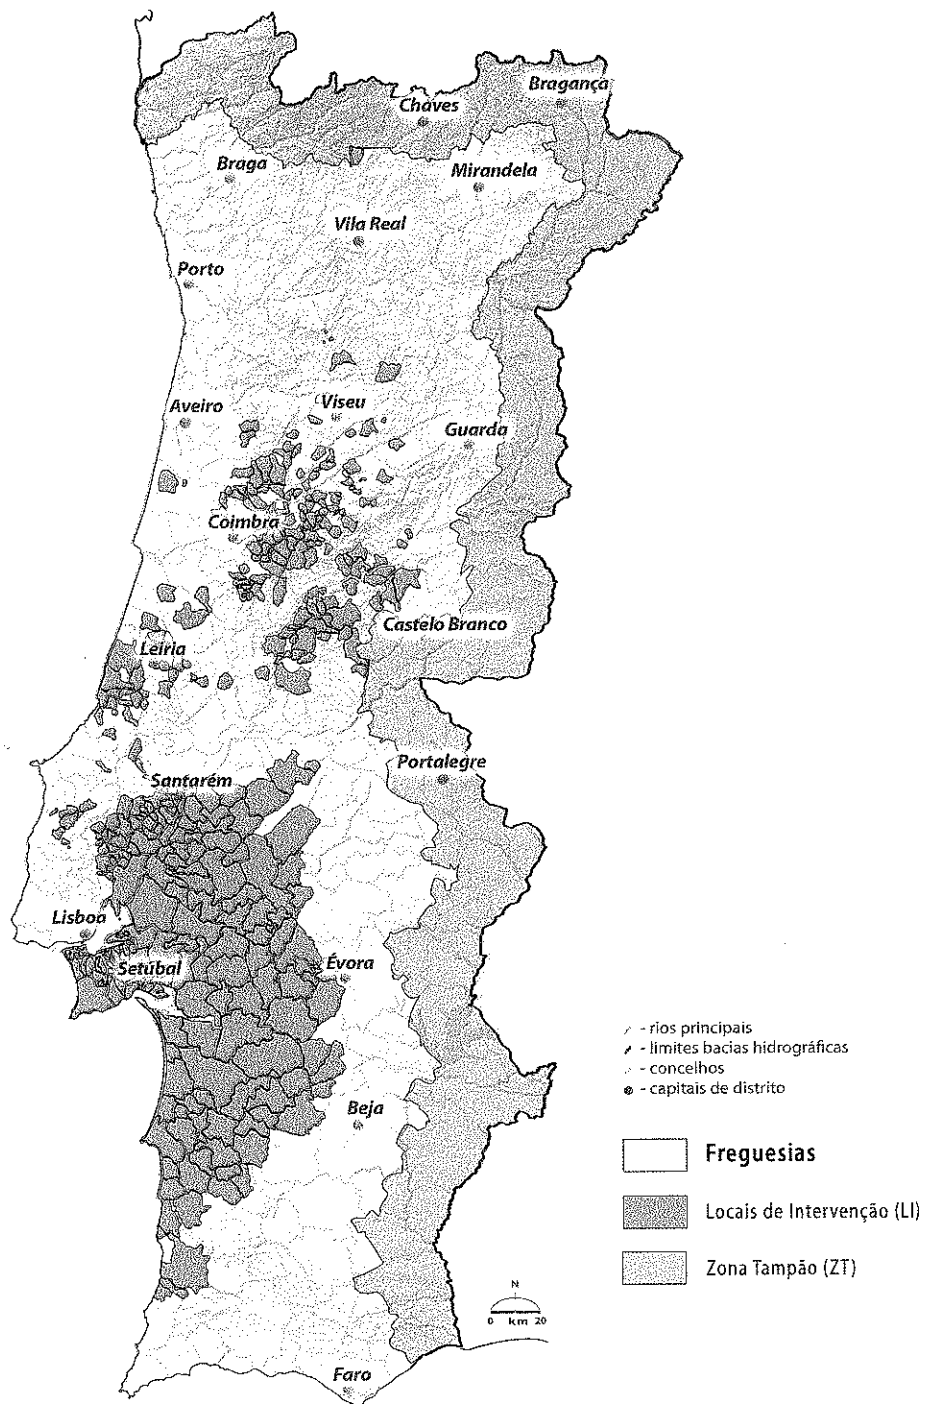 Bragança
Chaves
Braga
Mirandela
Vila Real
Porto
Aveiro
Viseu
Guarda
Coimbra
Castelo Branco
Leiria
Portalegre
Santarém
Lisboa
Setúbal
Évora
Beja
Faro
- rios principais
- limites bacias hidrográficas
- concelhos
- capitais de distrito
Freguesias
Locais de Intervenção (LI)
Zona Tampão (ZT)
N
0 km 20